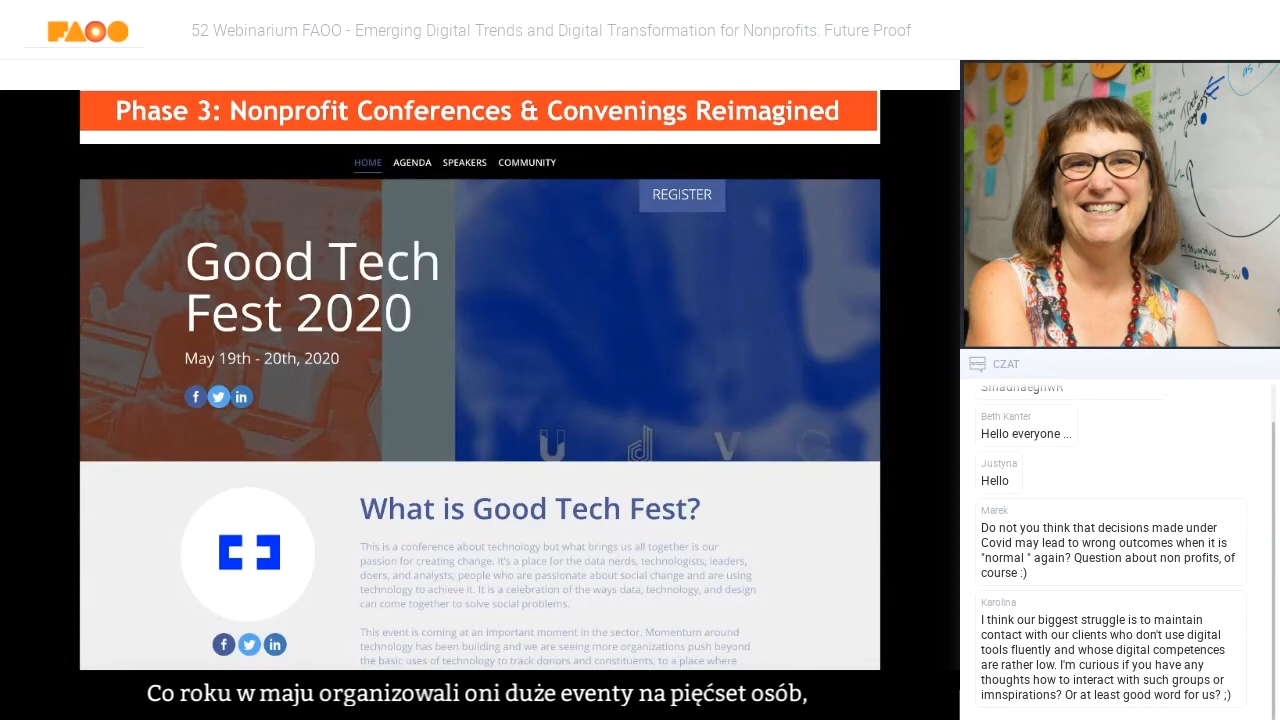 FAOO
52 Webinarium FAOO - Emerging Digital Trends and Digital Transformation for Nonprofits: Future Proof
Phase 3: Nonprofit Conferences & Convenings Reimagined
HOME AGENDA SPEAKERS COMMUNITY
REGISTER
Good Tech
Fest 2020
May 19th - 20th, 2020
What is Good Tech Fest?
This is a conference about technology but what brings us all together is our
passion for creating change. It's a place for the data nerds, technologists, leaders,
doers, and analysts, people who are passionate about social change and are using
technology to achieve it. It is a celebration of the ways data, technology, and design
can come together to solve social problems.
This event is coming at an important moment in the sector. Momentum around
technology has been building and we are seeing more organizations push beyond
the basic uses of technology to track donors and constituents, to a place where
Co roku w maju organizowali oni duże eventy na pięćset osób,
CZAT
Beth Kanter
Hello everyone ...
Justyna
Hello
Marek
Do not you think that decisions made under
Covid may lead to wrong outcomes when it is
"normal " again? Question about non profits, of
course :)
Karolina
I think our biggest struggle is to maintain
contact with our clients who don't use digital
tools fluently and whose digital competences
are rather low. I'm curious if you have any
thoughts how to interact with such groups or
imnspirations? Or at least good word for us? ;)